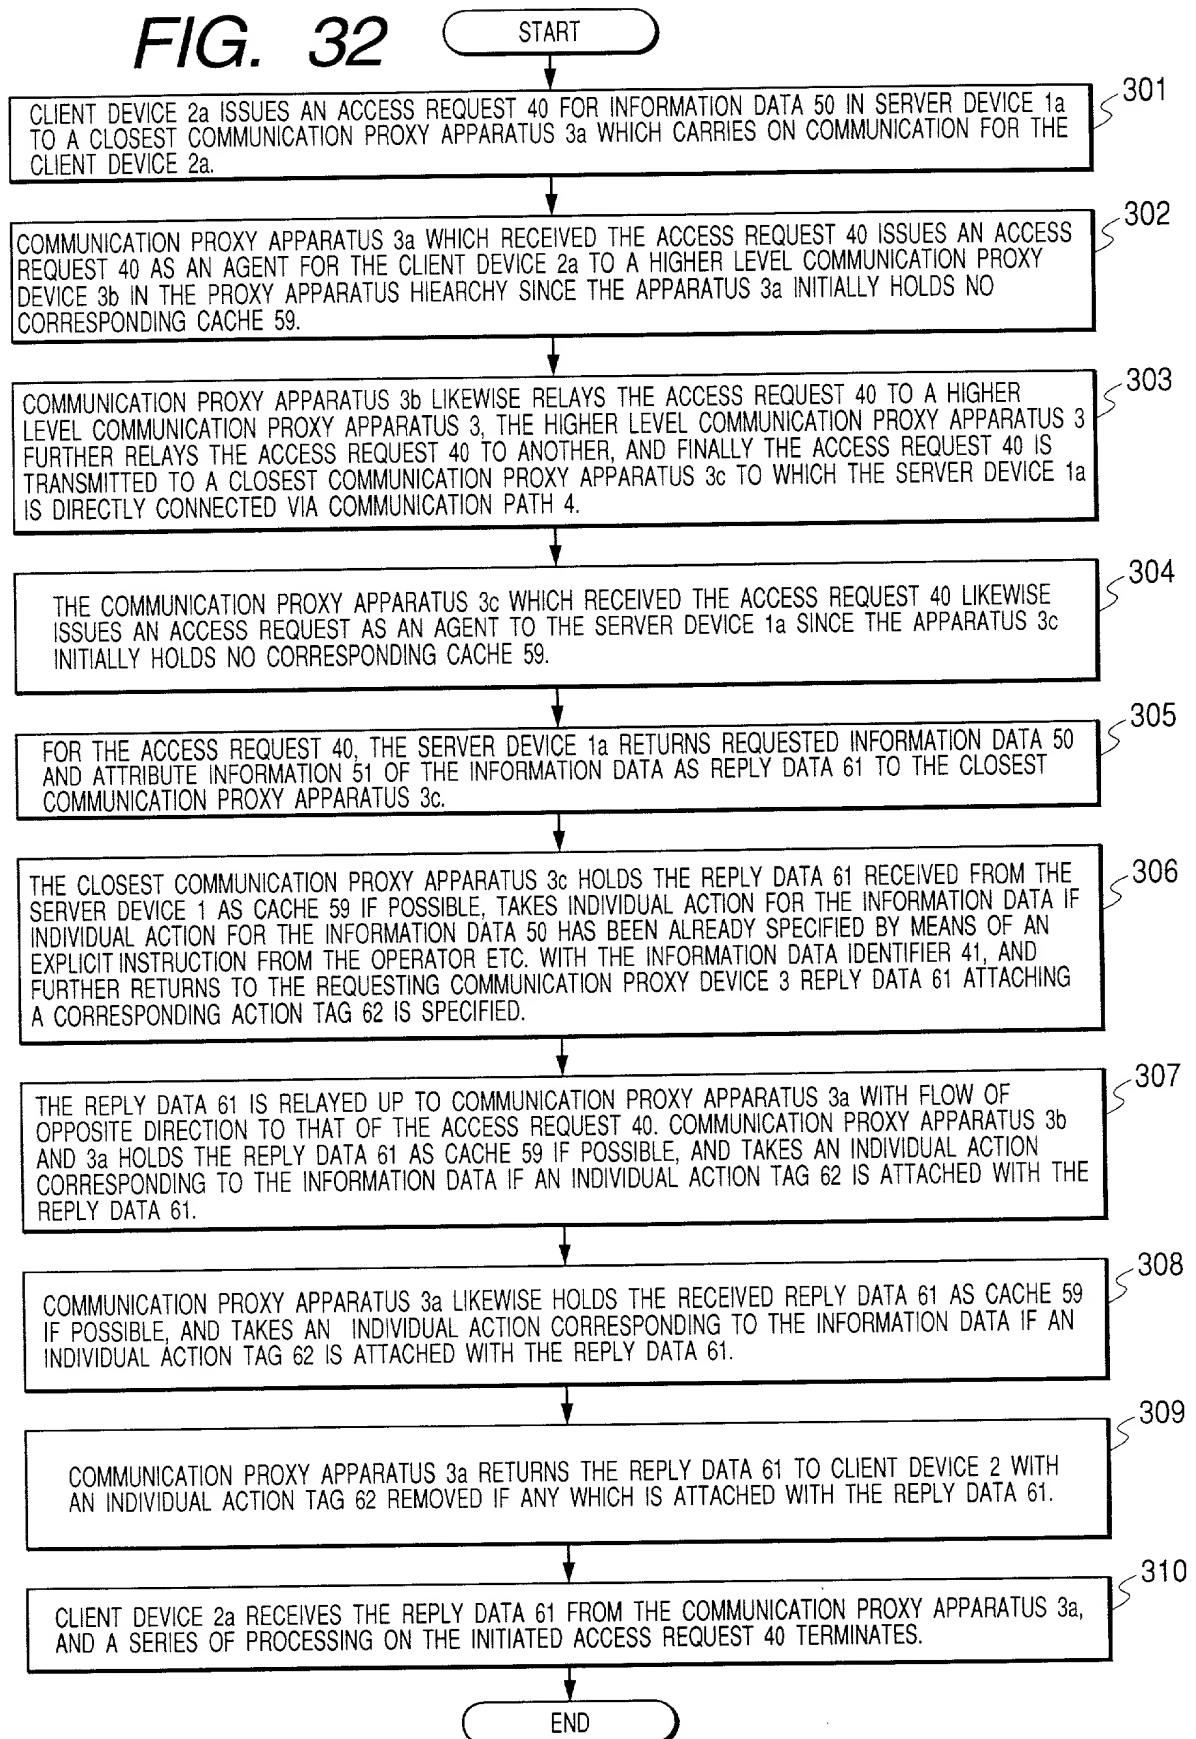 FIG. 32
START
301
CLIENT DEVICE 2a ISSUES AN ACCESS REQUEST 40 FOR INFORMATION DATA 50 IN SERVER DEVICE 1a
TO A CLOSEST COMMUNICATION PROXY APPARATUS 3a WHICH CARRIES ON COMMUNICATION FOR THE
CLIENT DEVICE 2a.
302
COMMUNICATION PROXY APPARATUS 3a WHICH RECEIVED THE ACCESS REQUEST 40 ISSUES AN ACCESS
REQUEST 40 AS AN AGENT FOR THE CLIENT DEVICE 2a TO A HIGHER LEVEL COMMUNICATION PROXY
DEVICE 3b IN THE PROXY APPARATUS HIEARCHY SINCE THE APPARATUS 3a INITIALLY HOLDS NO
CORRESPONDING CACHE 59.
303
COMMUNICATION PROXY APPARATUS 3b LIKEWISE RELAYS THE ACCESS REQUEST 40 TO A HIGHER
LEVEL COMMUNICATION PROXY APPARATUS 3, THE HIGHER LEVEL COMMUNICATION PROXY APPARATUS 3
FURTHER RELAYS THE ACCESS REQUEST 40 TO ANOTHER, AND FINALLY THE ACCESS REQUEST 40 IS
TRANSMITTED TO A CLOSEST COMMUNICATION PROXY APPARATUS 3c TO WHICH THE SERVER DEVICE 1a
IS DIRECTLY CONNECTED VIA COMMUNICATION PATH 4.
304
THE COMMUNICATION PROXY APPARATUS 3c WHICH RECEIVED THE ACCESS REQUEST 40 LIKEWISE
ISSUES AN ACCESS REQUEST AS AN AGENT TO THE SERVER DEVICE 1a SINCE THE APPARATUS 3c
INITIALLY HOLDS NO CORRESPONDING CACHE 59.
305
FOR THE ACCESS REQUEST 40, THE SERVER DEVICE 1a RETURNS REQUESTED INFORMATION DATA 50
AND ATTRIBUTE INFORMATION 51 OF THE INFORMATION DATA AS REPLY DATA 61 TO THE CLOSEST
COMMUNICATION PROXY APPARATUS 3c.
306
THE CLOSEST COMMUNICATION PROXY APPARATUS 3c HOLDS THE REPLY DATA 61 RECEIVED FROM THE
SERVER DEVICE 1 AS CACHE 59 IF POSSIBLE, TAKES INDIVIDUAL ACTION FOR THE INFORMATION DATA IF
INDIVIDUAL ACTION FOR THE INFORMATION DATA 50 HAS BEEN ALREADY SPECIFIED BY MEANS OF AN
EXPLICIT INSTRUCTION FROM THE OPERATOR ETC. WITH THE INFORMATION DATA IDENTIFIER 41, AND
FURTHER RETURNS TO THE REQUESTING COMMUNICATION PROXY DEVICE 3 REPLY DATA 61 ATTACHING
A CORRESPONDING ACTION TAG 62 IS SPECIFIED.
307
THE REPLY DATA 61 IS RELAYED UP TO COMMUNICATION PROXY APPARATUS 3a WITH FLOW OF
OPPOSITE DIRECTION TO THAT OF THE ACCESS REQUEST 40. COMMUNICATION PROXY APPARATUS 3b
AND 3a HOLDS THE REPLY DATA 61 AS CACHE 59 IF POSSIBLE, AND TAKES AN INDIVIDUAL ACTION
CORRESPONDING TO THE INFORMATION DATA IF AN INDIVIDUAL ACTION TAG 62 IS ATTACHED WITH THE
REPLY DATA 61.
308
COMMUNICATION PROXY APPARATUS 3a LIKEWISE HOLDS THE RECEIVED REPLY DATA 61 AS CACHE 59
IF POSSIBLE, AND TAKES AN INDIVIDUAL ACTION CORRESPONDING TO THE INFORMATION DATA IF AN
INDIVIDUAL ACTION TAG 62 IS ATTACHED WITH THE REPLY DATA 61.
309
COMMUNICATION PROXY APPARATUS 3a RETURNS THE REPLY DATA 61 TO CLIENT DEVICE 2 WITH
AN INDIVIDUAL ACTION TAG 62 REMOVED IF ANY WHICH IS ATTACHED WITH THE REPLY DATA 61.
310
CLIENT DEVICE 2a RECEIVES THE REPLY DATA 61 FROM THE COMMUNICATION PROXY APPARATUS 3a,
AND A SERIES OF PROCESSING ON THE INITIATED ACCESS REQUEST 40 TERMINATES.
END